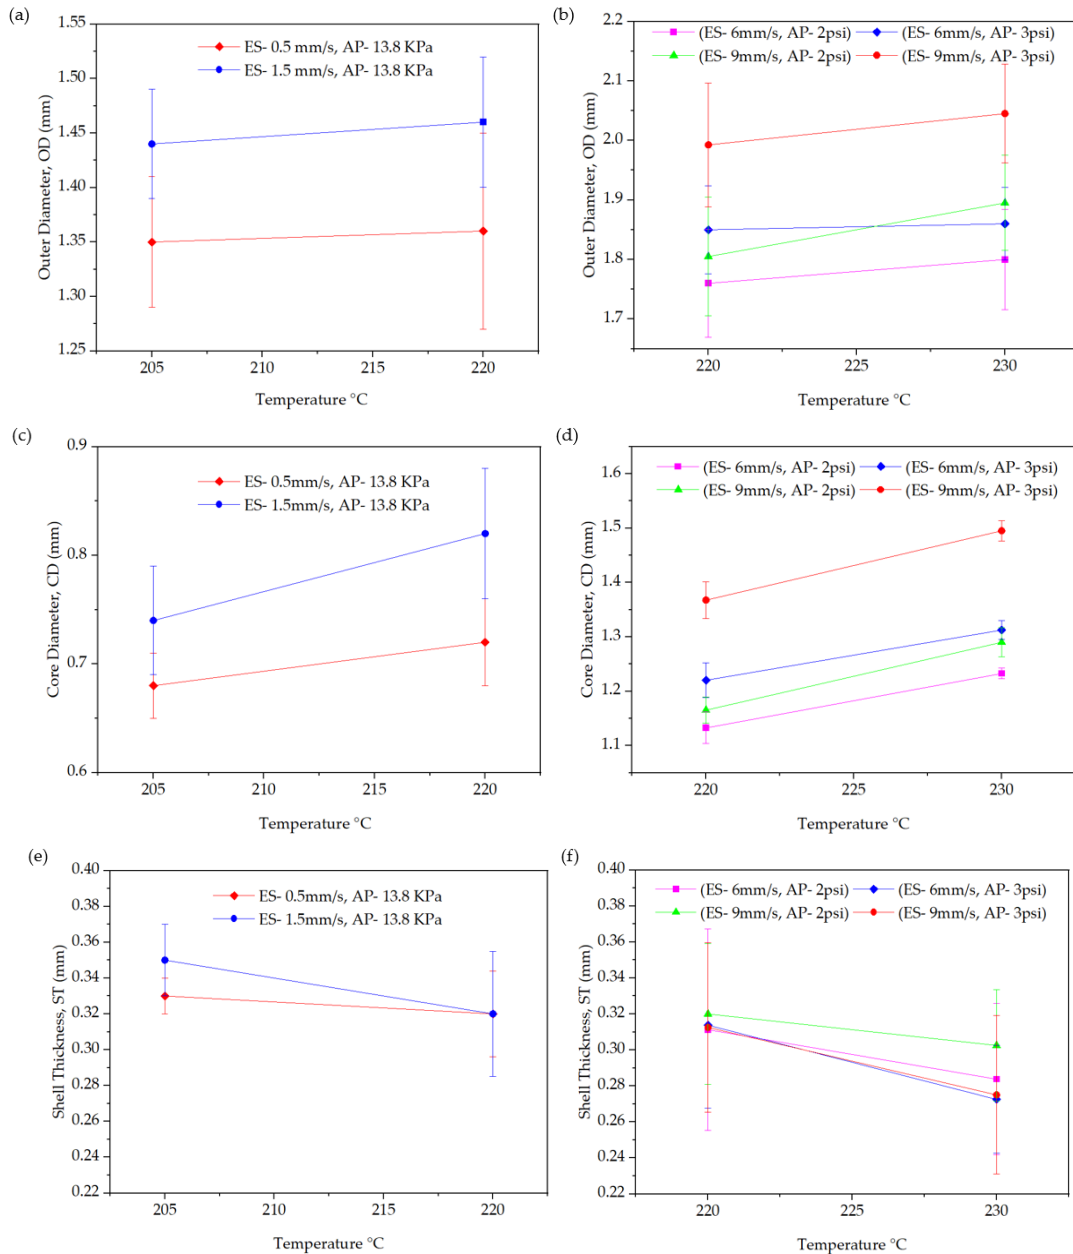 (a)
1.55
1.50
1.45
1.40
1.35
1.30
1.25
Outer Diameter, OD (mm)
ES- 0.5 mm/s, AP- 13.8 KPa
ES- 1.5 mm/s, AP- 13.8 KPa
205 210 215 220
Temperature °C
(b)
2.2
2.1
2.0
1.9
1.8
1.7
Outer Diameter, OD (mm)
(ES- 6mm/s, AP- 2psi) (ES- 6mm/s, AP- 3psi)
(ES- 9mm/s, AP- 2psi) (ES- 9mm/s, AP- 3psi)
220 225 230
Temperature °C
(c)
0.9
0.8
0.7
0.6
Core Diameter, CD (mm)
ES- 0.5mm/s, AP- 13.8 KPa
ES- 1.5mm/s, AP- 13.8 KPa
205 210 215 220
Temperature °C
(d)
1.6
1.5
1.4
1.3
1.2
1.1
Core Diameter, CD (mm)
(ES- 6mm/s, AP- 2psi) (ES- 6mm/s, AP- 3psi)
(ES- 9mm/s, AP- 2psi) (ES- 9mm/s, AP- 3psi)
220 225 230
Temperature °C
(e)
0.40
0.38
0.36
0.34
0.32
0.30
0.28
0.26
0.24
0.22
Shell Thickness, ST (mm)
ES- 0.5mm/s, AP- 13.8 KPa
ES- 1.5mm/s, AP- 13.8 KPa
205 210 215 220
Temperature °C
(f)
0.40
0.38
0.36
0.34
0.32
0.30
0.28
0.26
0.24
0.22
Shell Thickness, ST (mm)
(ES- 6mm/s, AP- 2psi) (ES- 6mm/s, AP- 3psi)
(ES- 9mm/s, AP- 2psi) (ES- 9mm/s, AP- 3psi)
220 225 230
Temperature °C